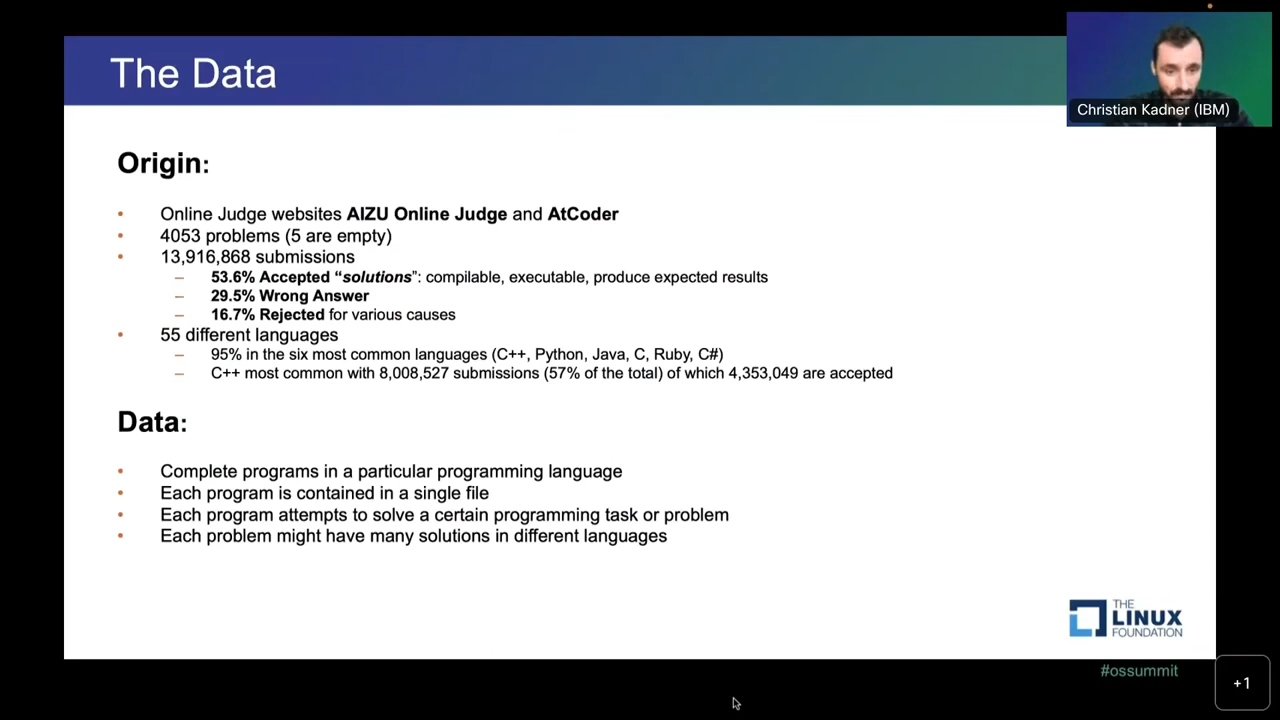 The Data
Christian Kadner (IBM)
Origin:
• Online Judge websites AIZU Online Judge and AtCoder
• 4053 problems (5 are empty)
• 13,916,868 submissions
– 53.6% Accepted “solutions”: compilable, executable, produce expected results
– 29.5% Wrong Answer
– 16.7% Rejected for various causes
• 55 different languages
– 95% in the six most common languages (C++, Python, Java, C, Ruby, C#)
– C++ most common with 8,008,527 submissions (57% of the total) of which 4,353,049 are accepted
Data:
• Complete programs in a particular programming language
• Each program is contained in a single file
• Each program attempts to solve a certain programming task or problem
• Each problem might have many solutions in different languages
THE
LINUX
FOUNDATION
#ossummit
+1